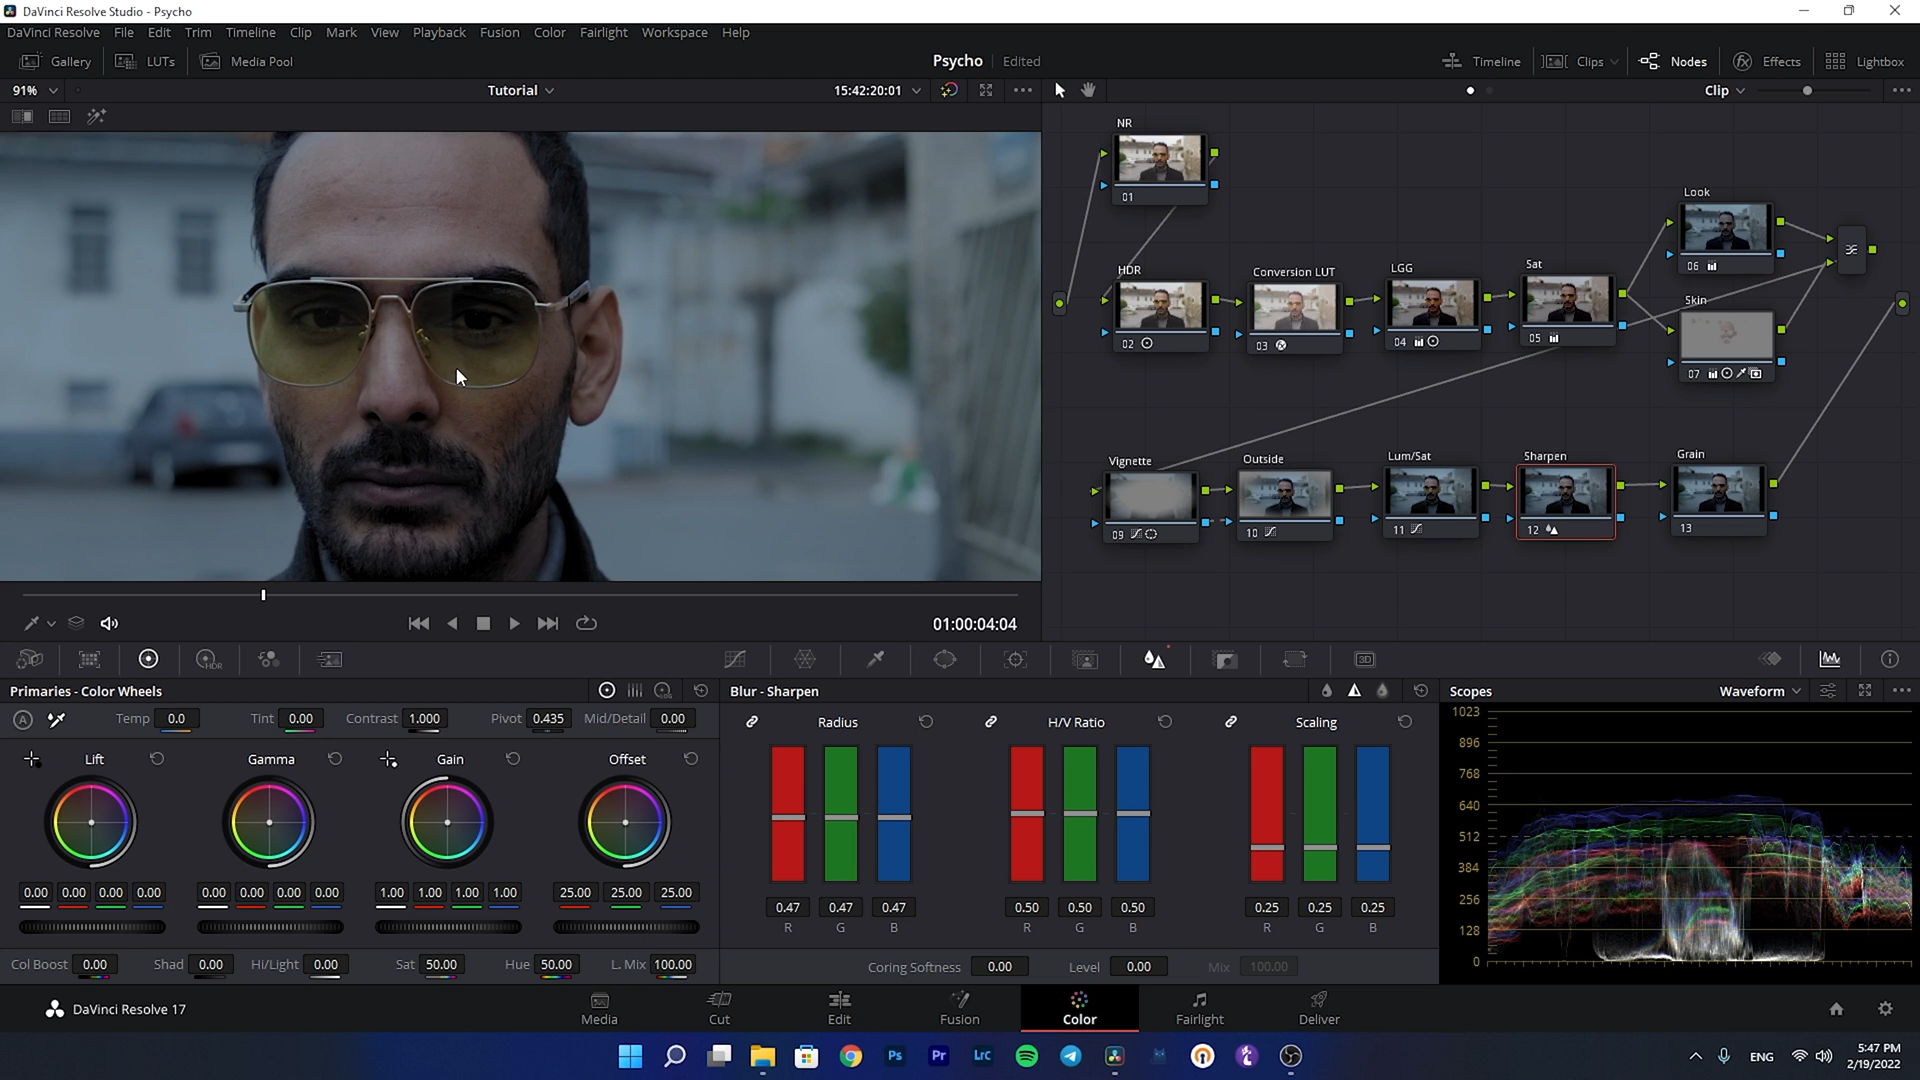 DaVinci Resolve Studio - Psycho
DaVinci Resolve File Edit Trim Timeline Clip Mark View Playback Fusion Color Fairlight Workspace Help
Gallery LUTs Media Pool Psycho Edited Timeline Clips Nodes Effects Lightbox
91% Tutorial 15:42:20:01 Clip
NR
01
Look
06
HDR Conversion LUT LGG Sat
02 03 04 05
Skin
07
Vignette Outside Lum/Sat Sharpen Grain
09 10 11 12 13
01:00:04:04
HDR
3D
Primaries - Color Wheels Blur - Sharpen Scopes Waveform
A Temp 0.0 Tint 0.00 Contrast 1.000 Pivot 0.435 Mid/Detail 0.00
Radius H/V Ratio Scaling
Lift Gamma Gain Offset
0.00 0.00 0.00 0.00 0.00 0.00 0.00 0.00 1.00 1.00 1.00 1.00 25.00 25.00 25.00
0.47 0.47 0.47 0.50 0.50 0.50 0.25 0.25 0.25
R G B R G B R G B
Col Boost 0.00 Shad 0.00 Hi/Light 0.00 Sat 50.00 Hue 50.00 L. Mix 100.00
Coring Softness 0.00 Level 0.00 Mix 100.00
1023
896
768
640
512
384
256
128
0
DaVinci Resolve 17 Media Cut Edit Fusion Color Fairlight Deliver
Ps Pr Lrc ENG 5:47 PM
2/19/2022